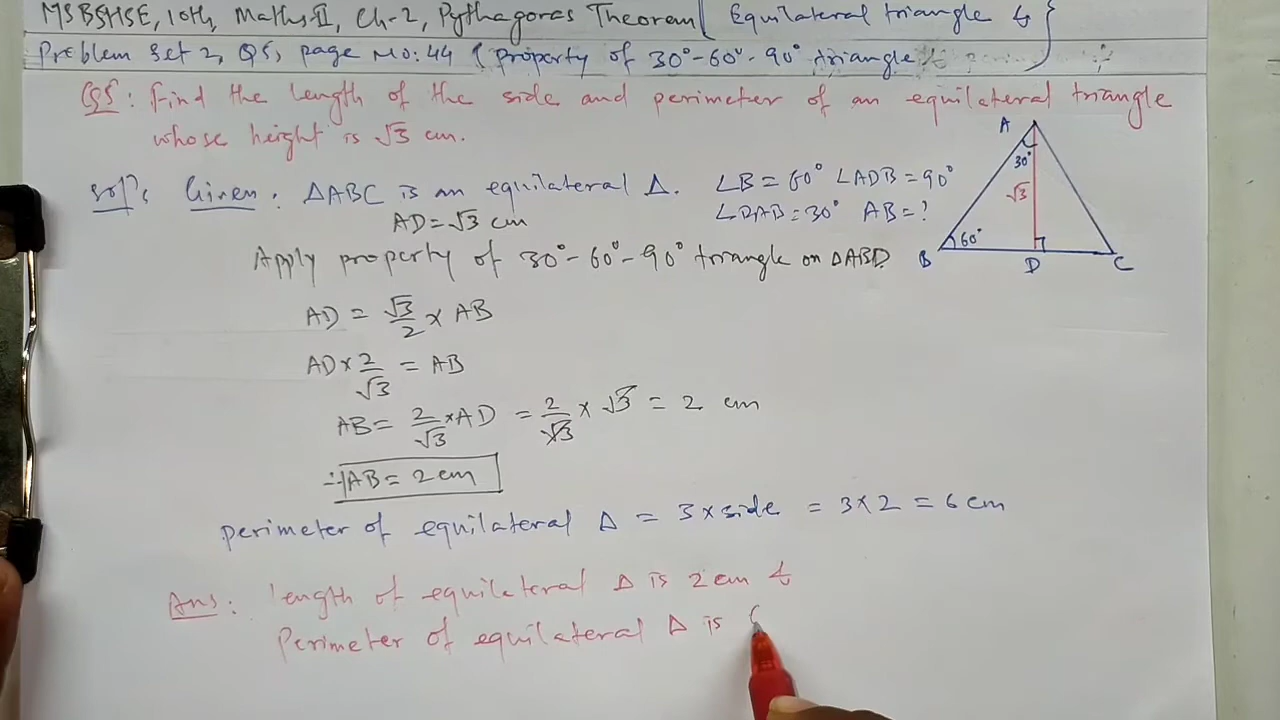 MSBSHSE, 10th, Maths-II, Ch-2, Pythagoras Theorem ( Equilateral triangle &
Problem Set 2, Q5, page No: 44 ( property of 30°-60°-90° triangle
Q5: Find the length of the side and perimeter of an equilateral triangle
whose height is √3 cm.
Solⁿ: Given: ΔABC is an equilateral Δ. ∠B = 60° ∠ADB = 90°
AD = √3 cm ∠DAB = 30° AB = ?
A
30°
√3
60°
B
D
C
Apply property of 30°-60°-90° triangle on ΔABD.
AD = √3/2 × AB
AD × 2/√3 = AB
AB = 2/√3 × AD = 2/√3 × √3 = 2 cm
∴ AB = 2 cm
perimeter of equilateral Δ = 3 × side = 3 × 2 = 6 cm
Ans: length of equilateral Δ is 2 cm &
Perimeter of equilateral Δ is